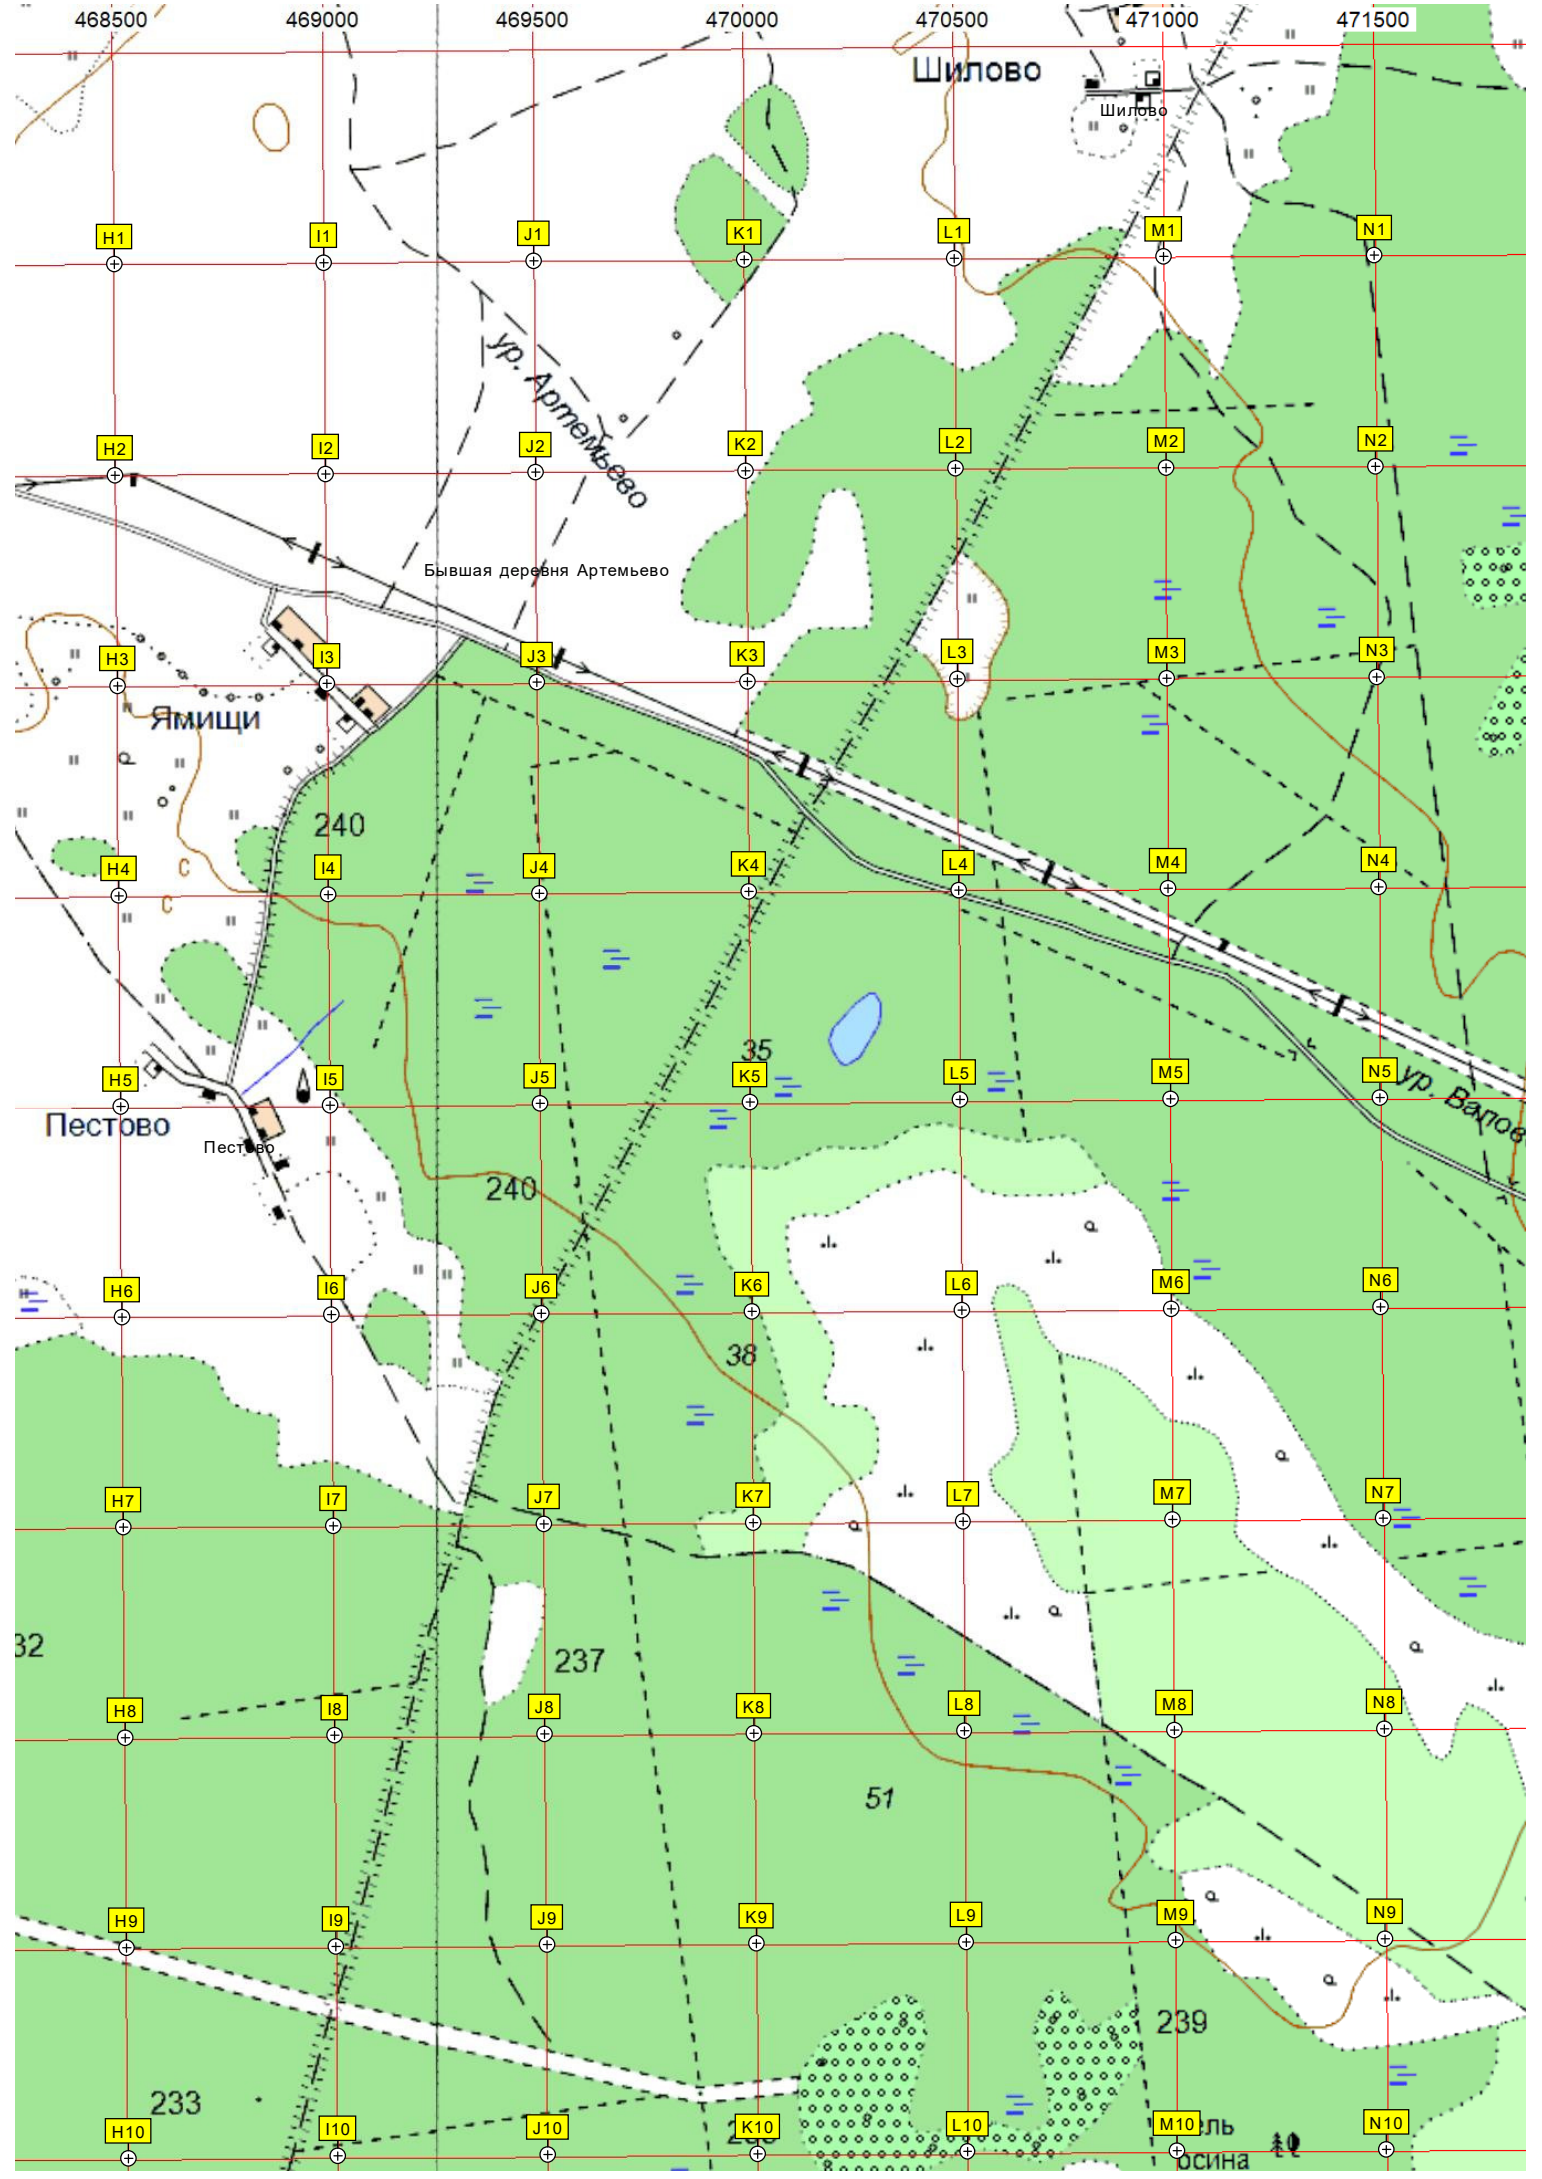 468500 469000 469500 470000 470500 471000 471500
Шилово
Шилово
H1 I1 J1 K1 L1 M1 N1
ур. Артемьево
H2 I2 J2 K2 L2 M2 N2
Бывшая деревня Артемьево
H3 I3 J3 K3 L3 M3 N3
Ямищи
240
H4 I4 J4 K4 L4 M4 N4
С
С
35
H5 I5 J5 K5 L5 M5 N5
ур. Валов
Пестово
Пестово
240
H6 I6 J6 K6 L6 M6 N6
38
H7 I7 J7 K7 L7 M7 N7
32
237
H8 I8 J8 K8 L8 M8 N8
51
H9 I9 J9 K9 L9 M9 N9
239
233
H10 I10 J10 K10 L10 M10 N10
ель
осина